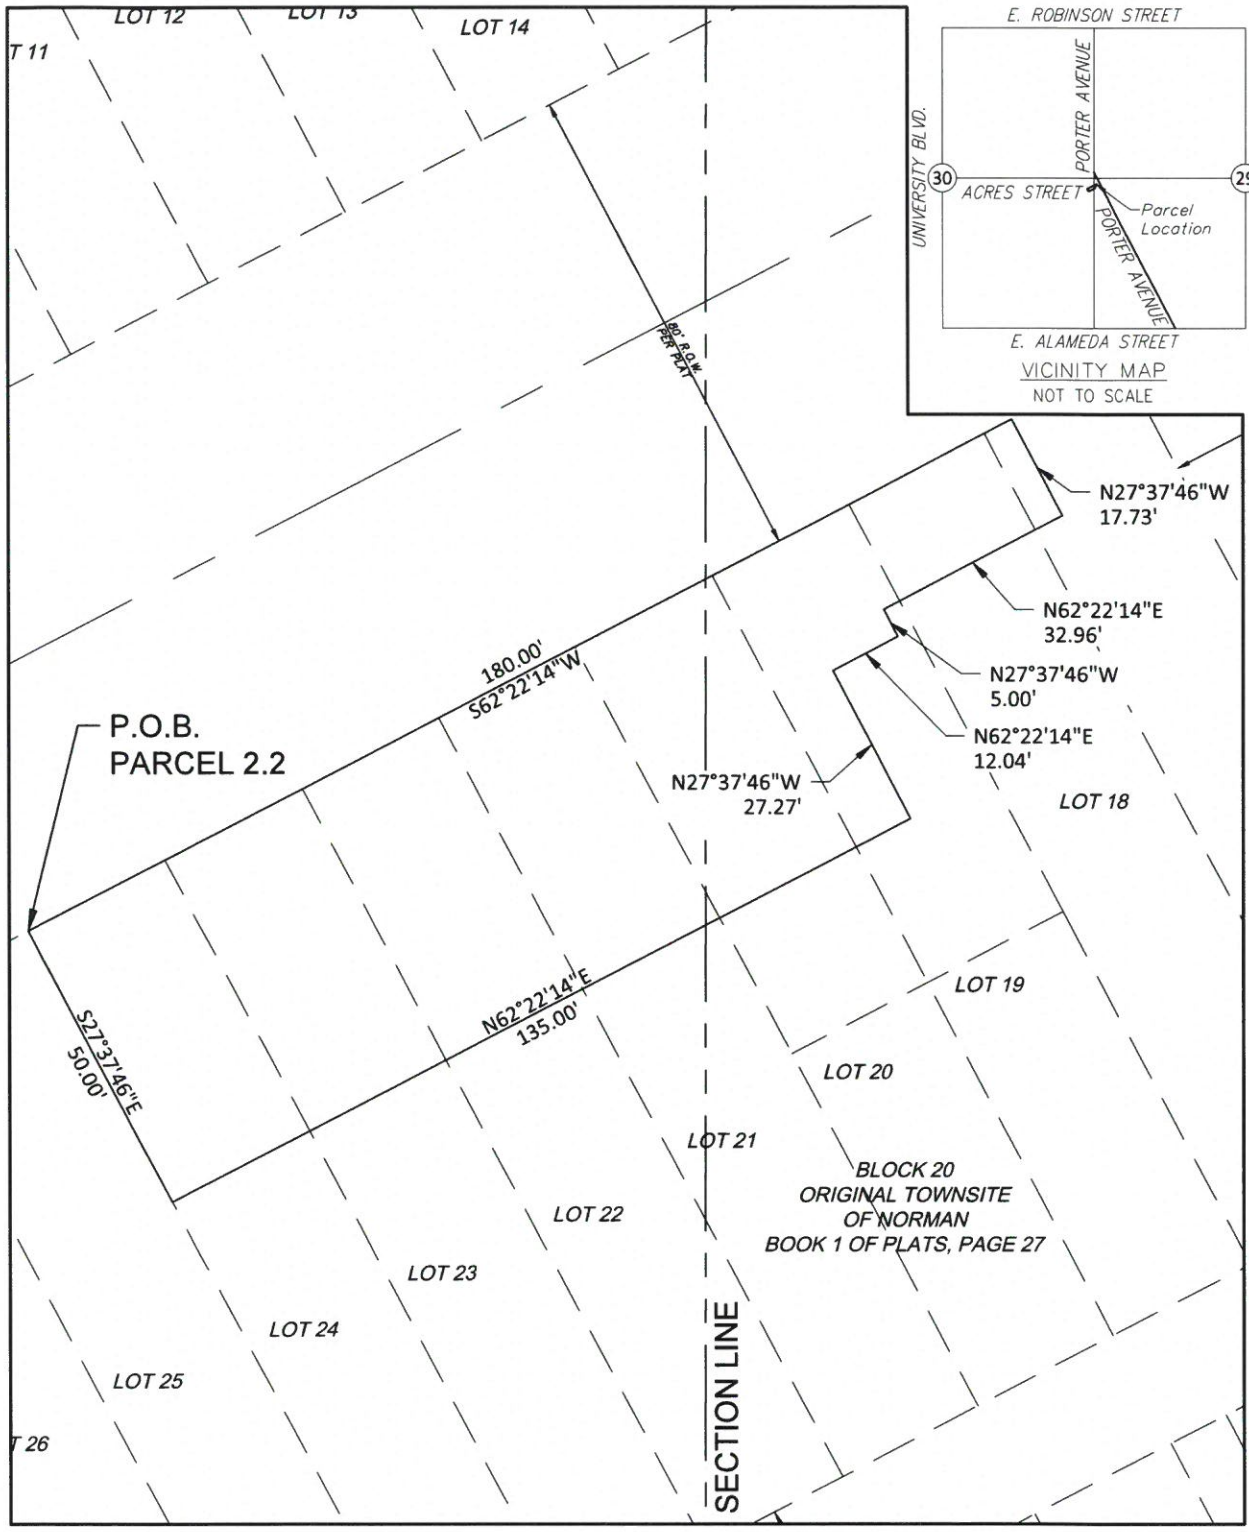 LOT 12
LOT 13
LOT 14
T 11
E. ROBINSON STREET
PORTER AVENUE
UNIVERSITY BLVD.
30
29
ACRES STREET
Parcel
Location
PORTER AVENUE
E. ALAMEDA STREET
VICINITY MAP
NOT TO SCALE
80' R.O.W.
PER PLAT
N27°37'46"W
17.73'
N62°22'14"E
32.96'
N27°37'46"W
5.00'
N62°22'14"E
12.04'
180.00'
S62°22'14"W
P.O.B.
PARCEL 2.2
N27°37'46"W
27.27'
LOT 18
S27°37'46"E
50.00'
N62°22'14"E
135.00'
LOT 19
LOT 20
LOT 21
BLOCK 20
ORIGINAL TOWNSITE
OF NORMAN
BOOK 1 OF PLATS, PAGE 27
LOT 22
LOT 23
LOT 24
LOT 25
T 26
SECTION LINE